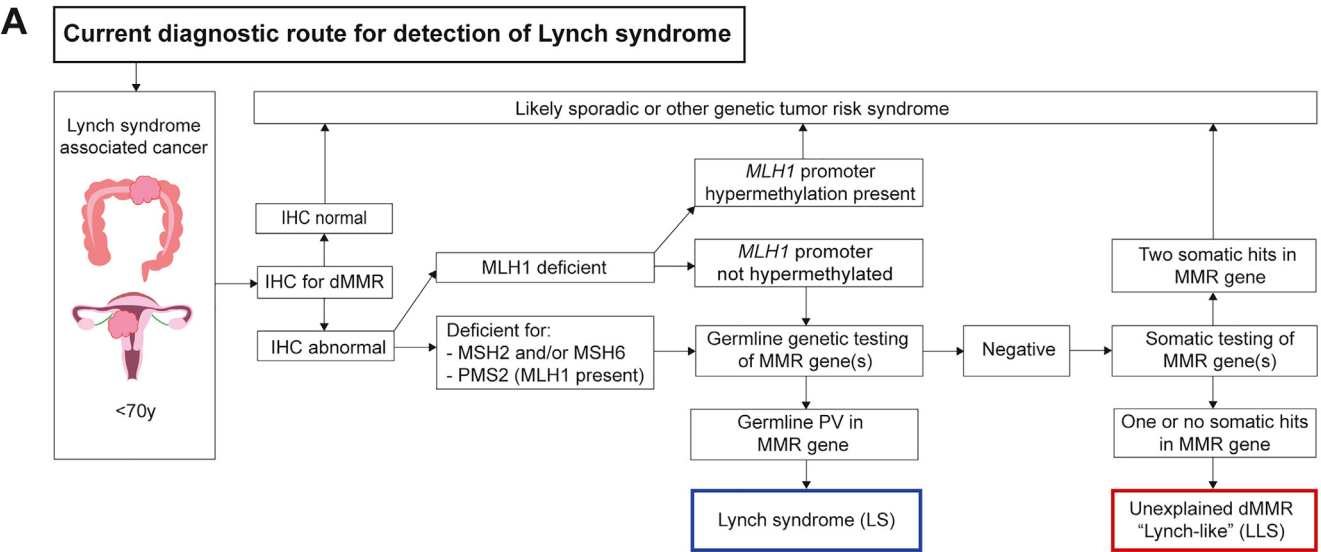 A
Current diagnostic route for detection of Lynch syndrome
Lynch syndrome
associated cancer
<70y
Likely sporadic or other genetic tumor risk syndrome
IHC normal
IHC for dMMR
IHC abnormal
MLH1 deficient
Deficient for:
- MSH2 and/or MSH6
- PMS2 (MLH1 present)
MLH1 promoter
hypermethylation present
MLH1 promoter
not hypermethylated
Germline genetic testing
of MMR gene(s)
Germline PV in
MMR gene
Lynch syndrome (LS)
Negative
Two somatic hits in
MMR gene
Somatic testing of
MMR gene(s)
One or no somatic hits
in MMR gene
Unexplained dMMR
“Lynch-like” (LLS)